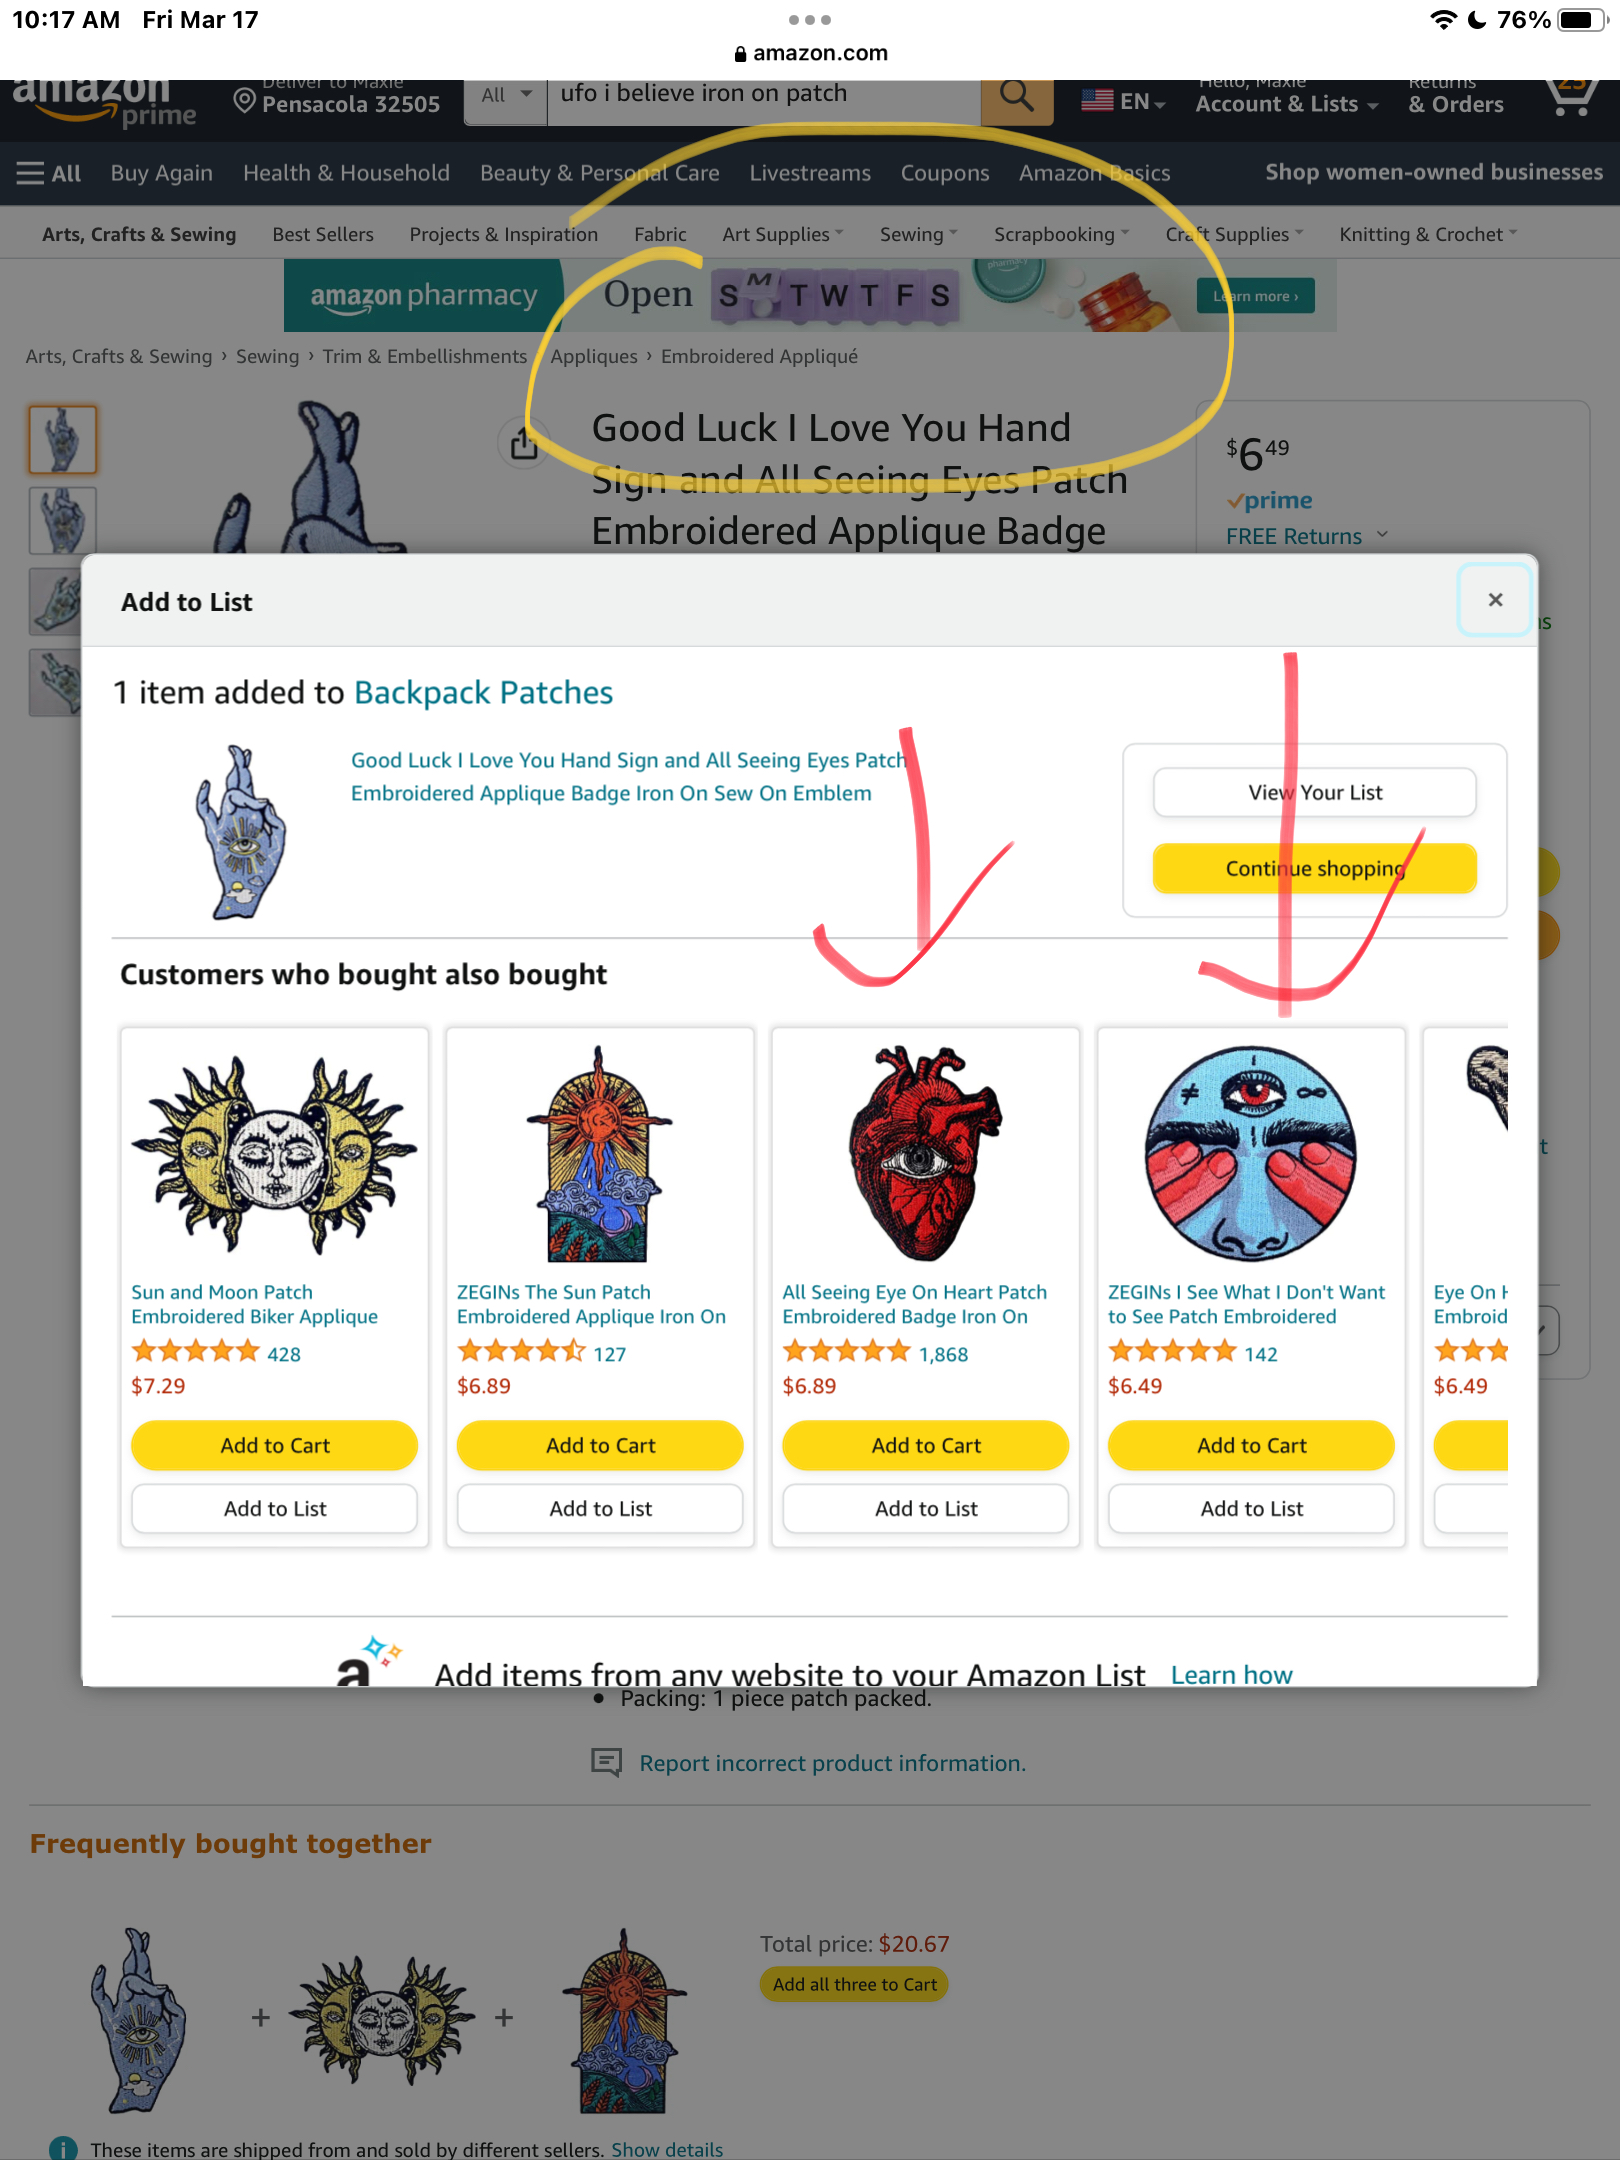 10:17 AM Fri Mar 17
76%
amazon.com
amazon prime
Deliver to Maxie
Pensacola 32505
All
ufo i believe iron on patch
EN
Hello, Maxie
Account & Lists
Returns
& Orders
25
All Buy Again Health & Household Beauty & Personal Care Livestreams Coupons Amazon Basics Shop women-owned businesses
Arts, Crafts & Sewing Best Sellers Projects & Inspiration Fabric Art Supplies Sewing Scrapbooking Craft Supplies Knitting & Crochet
amazon pharmacy Open S M T W T F S pharmacy Learn more ›
Arts, Crafts & Sewing › Sewing › Trim & Embellishments Appliques › Embroidered Appliqué
Good Luck I Love You Hand
Sign and All Seeing Eyes Patch
Embroidered Applique Badge
$6 49
prime
FREE Returns
Add to List
×
1 item added to Backpack Patches
Good Luck I Love You Hand Sign and All Seeing Eyes Patch
Embroidered Applique Badge Iron On Sew On Emblem
View Your List
Continue shopping
Customers who bought also bought
Sun and Moon Patch
Embroidered Biker Applique
428
$7.29
Add to Cart
Add to List
ZEGINs The Sun Patch
Embroidered Applique Iron On
127
$6.89
Add to Cart
Add to List
All Seeing Eye On Heart Patch
Embroidered Badge Iron On
1,868
$6.89
Add to Cart
Add to List
≠ ∞
ZEGINs I See What I Don't Want
to See Patch Embroidered
142
$6.49
Add to Cart
Add to List
Eye On
Embroid
$6.49
a Add items from any website to your Amazon List Learn how
• Packing: 1 piece patch packed.
Report incorrect product information.
Frequently bought together
+ +
Total price: $20.67
Add all three to Cart
i These items are shipped from and sold by different sellers. Show details